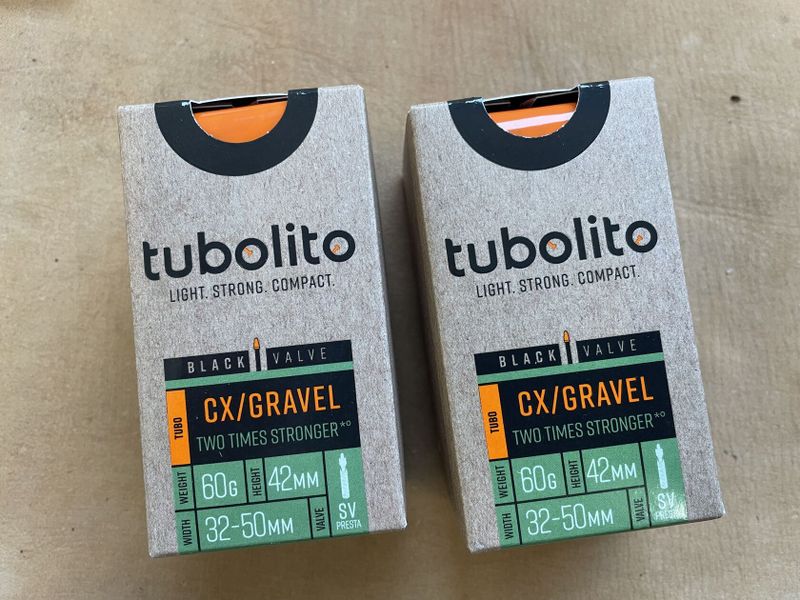 tubolito
LIGHT. STRONG. COMPACT.
BLACK VALVE
TUBO
CX/GRAVEL
TWO TIMES STRONGER*°
WEIGHT 60G HEIGHT 42MM
WIDTH 32-50MM VALVE SV
PRESTA
tubolito
LIGHT. STRONG. COMPACT.
BLACK VALVE
TUBO
CX/GRAVEL
TWO TIMES STRONGER*°
WEIGHT 60G HEIGHT 42MM
WIDTH 32-50MM VALVE SV
PRESTA